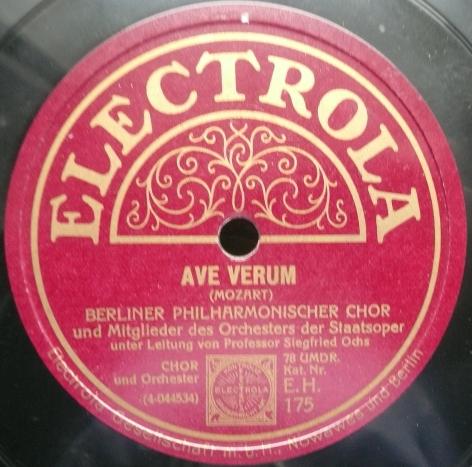 ELECTROLA
AVE VERUM
(MOZART)
BERLINER PHILHARMONISCHER CHOR
und Mitglieder des Orchesters der Staatsoper
unter Leitung von Professor Siegfried Ochs
CHOR
und Orchester
(4-044534)
ELECTROLA
78 UMDR.
Kat. Nr.
E.H.
175
Electrola Gesellschaft m.b.H., Nowawes und Berlin